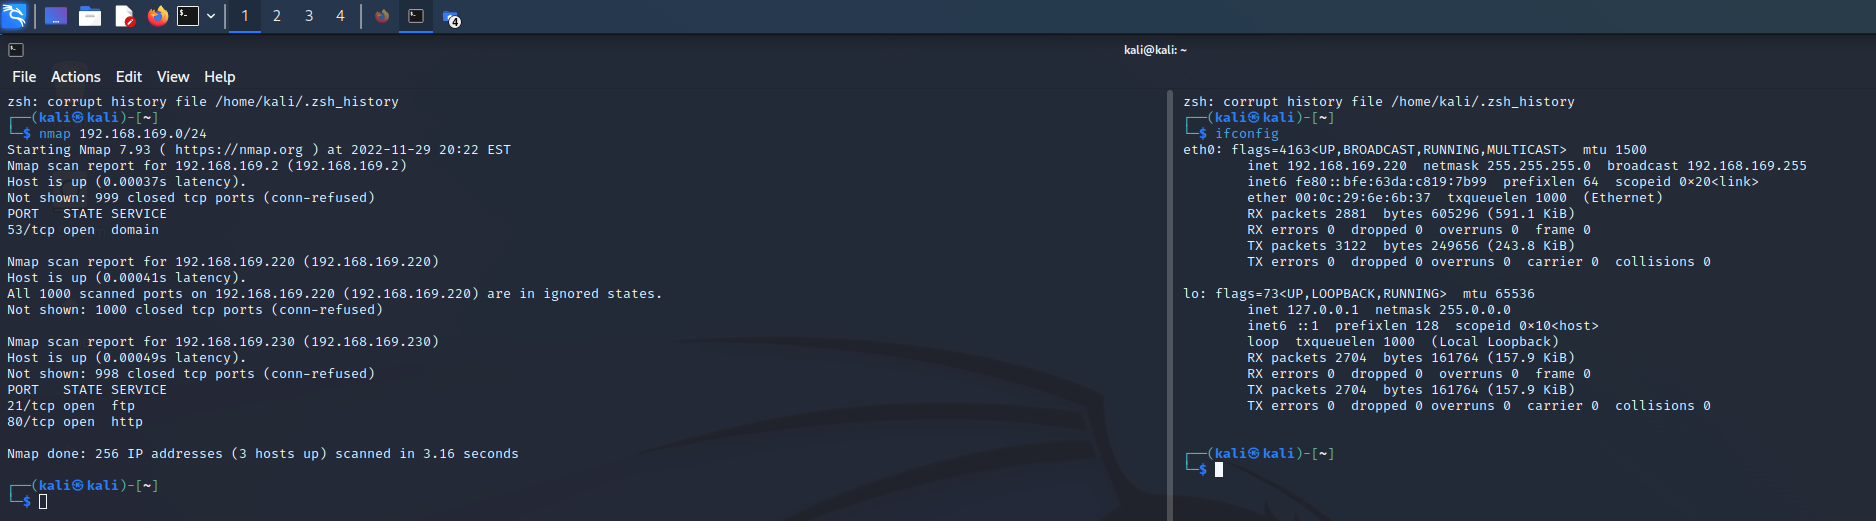 1 2 3 4 4
kali@kali: ~
File Actions Edit View Help
zsh: corrupt history file /home/kali/.zsh_history
┌──(kali㉿kali)-[~]
└─$ nmap 192.168.169.0/24
Starting Nmap 7.93 ( https://nmap.org ) at 2022-11-29 20:22 EST
Nmap scan report for 192.168.169.2 (192.168.169.2)
Host is up (0.00037s latency).
Not shown: 999 closed tcp ports (conn-refused)
PORT   STATE SERVICE
53/tcp open  domain

Nmap scan report for 192.168.169.220 (192.168.169.220)
Host is up (0.00041s latency).
All 1000 scanned ports on 192.168.169.220 (192.168.169.220) are in ignored states.
Not shown: 1000 closed tcp ports (conn-refused)

Nmap scan report for 192.168.169.230 (192.168.169.230)
Host is up (0.00049s latency).
Not shown: 998 closed tcp ports (conn-refused)
PORT   STATE SERVICE
21/tcp open  ftp
80/tcp open  http

Nmap done: 256 IP addresses (3 hosts up) scanned in 3.16 seconds

┌──(kali㉿kali)-[~]
└─$
zsh: corrupt history file /home/kali/.zsh_history
┌──(kali㉿kali)-[~]
└─$ ifconfig
eth0: flags=4163<UP,BROADCAST,RUNNING,MULTICAST>  mtu 1500
        inet 192.168.169.220  netmask 255.255.255.0  broadcast 192.168.169.255
        inet6 fe80::bfe:63da:c819:7b99  prefixlen 64  scopeid 0×20<link>
        ether 00:0c:29:6e:6b:37  txqueuelen 1000  (Ethernet)
        RX packets 2881  bytes 605296 (591.1 KiB)
        RX errors 0  dropped 0  overruns 0  frame 0
        TX packets 3122  bytes 249656 (243.8 KiB)
        TX errors 0  dropped 0 overruns 0  carrier 0  collisions 0

lo: flags=73<UP,LOOPBACK,RUNNING>  mtu 65536
        inet 127.0.0.1  netmask 255.0.0.0
        inet6 ::1  prefixlen 128  scopeid 0×10<host>
        loop  txqueuelen 1000  (Local Loopback)
        RX packets 2704  bytes 161764 (157.9 KiB)
        RX errors 0  dropped 0  overruns 0  frame 0
        TX packets 2704  bytes 161764 (157.9 KiB)
        TX errors 0  dropped 0 overruns 0  carrier 0  collisions 0

┌──(kali㉿kali)-[~]
└─$